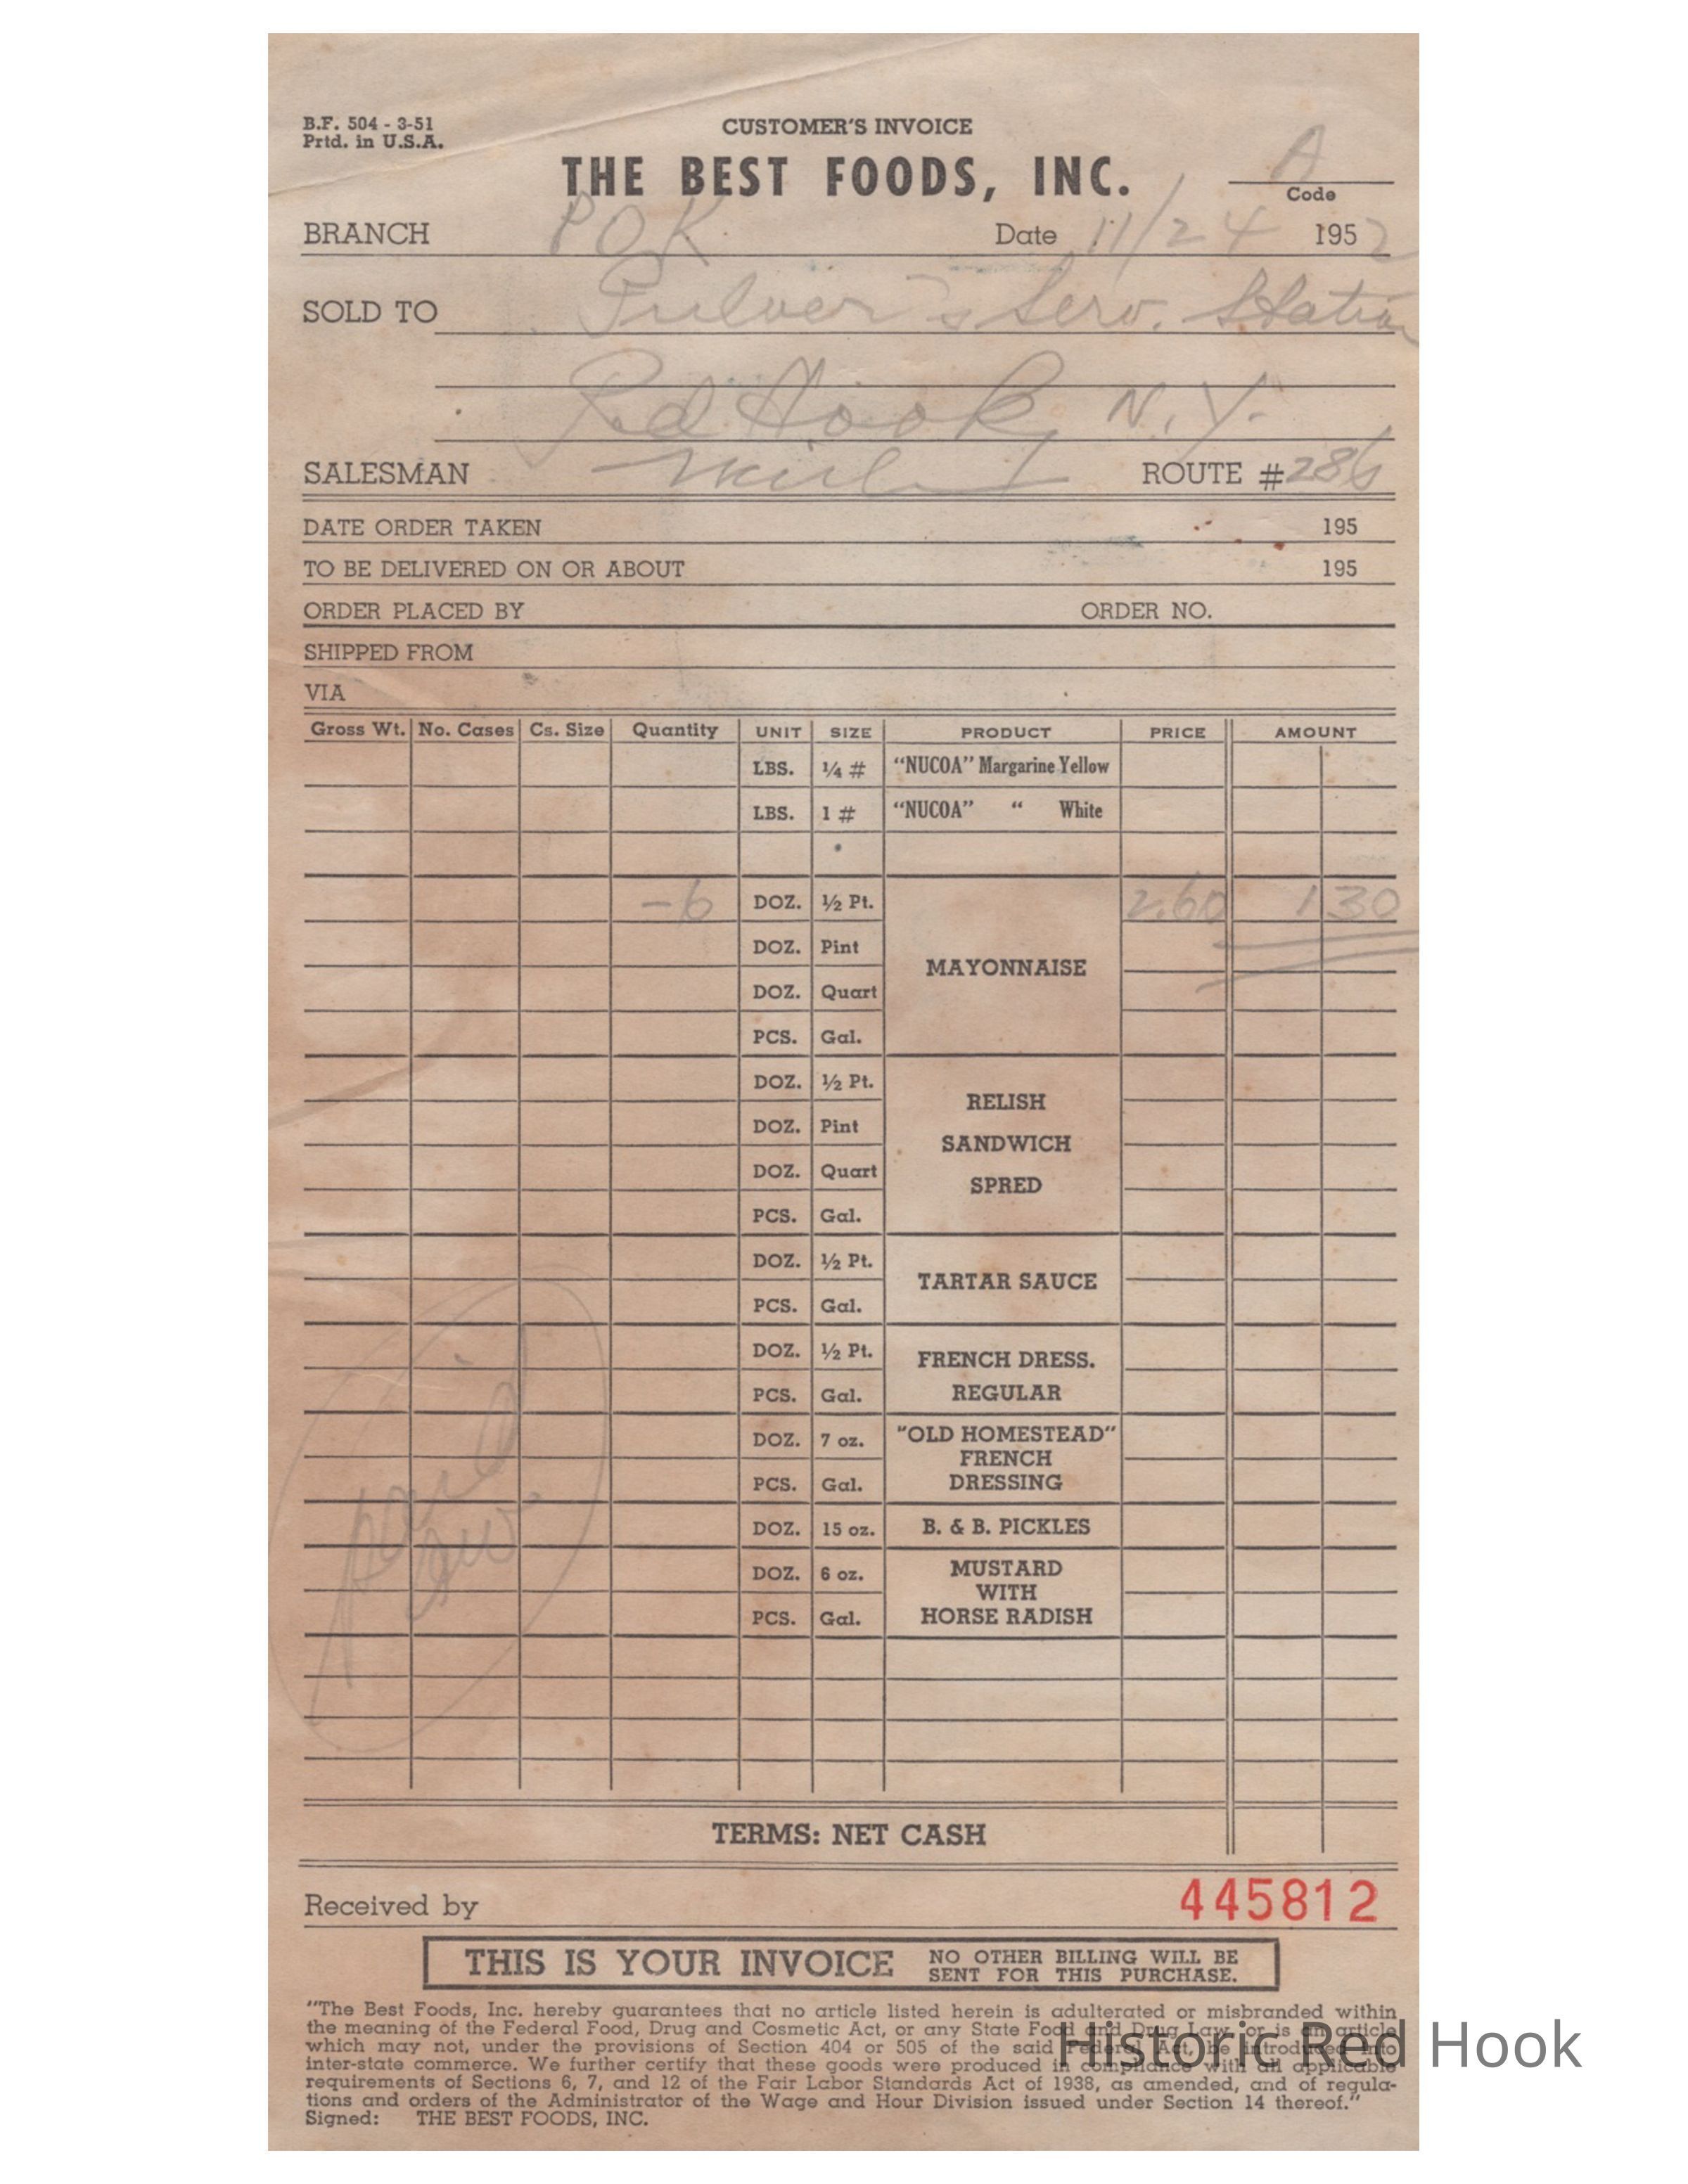 B.F. 504 - 3-51
Prtd. in U.S.A.
CUSTOMER'S INVOICE
THE BEST FOODS, INC.
A
Code
BRANCH POK Date 11/24 1952
SOLD TO Pulver's Serv. Station
Red Hook, N.Y.
SALESMAN ROUTE #286
DATE ORDER TAKEN 195
TO BE DELIVERED ON OR ABOUT 195
ORDER PLACED BY ORDER NO.
SHIPPED FROM
VIA
Gross Wt. No. Cases Cs. Size Quantity UNIT SIZE PRODUCT PRICE AMOUNT
LBS. ¼ # "NUCOA" Margarine Yellow
LBS. 1 # "NUCOA" " White
-6 DOZ. ½ Pt. 2.60 1 30
DOZ. Pint
MAYONNAISE
DOZ. Quart
PCS. Gal.
DOZ. ½ Pt.
RELISH
DOZ. Pint
SANDWICH
DOZ. Quart
SPRED
PCS. Gal.
DOZ. ½ Pt.
TARTAR SAUCE
PCS. Gal.
DOZ. ½ Pt.
FRENCH DRESS.
PCS. Gal. REGULAR
DOZ. 7 oz. "OLD HOMESTEAD"
FRENCH
PCS. Gal. DRESSING
paid
DOZ. 15 oz. B. & B. PICKLES
DOZ. 6 oz. MUSTARD
WITH
PCS. Gal. HORSE RADISH
TERMS: NET CASH
Received by 445812
THIS IS YOUR INVOICE NO OTHER BILLING WILL BE
SENT FOR THIS PURCHASE.
"The Best Foods, Inc. hereby guarantees that no article listed herein is adulterated or misbranded within
the meaning of the Federal Food, Drug and Cosmetic Act, or any State Food and Drug Law, or is an article
which may not, under the provisions of Section 404 or 505 of the said Federal Act, be introduced into
inter-state commerce. We further certify that these goods were produced in compliance with all applicable
requirements of Sections 6, 7, and 12 of the Fair Labor Standards Act of 1938, as amended, and of regula-
tions and orders of the Administrator of the Wage and Hour Division issued under Section 14 thereof."
Signed: THE BEST FOODS, INC.
Historic Red Hook